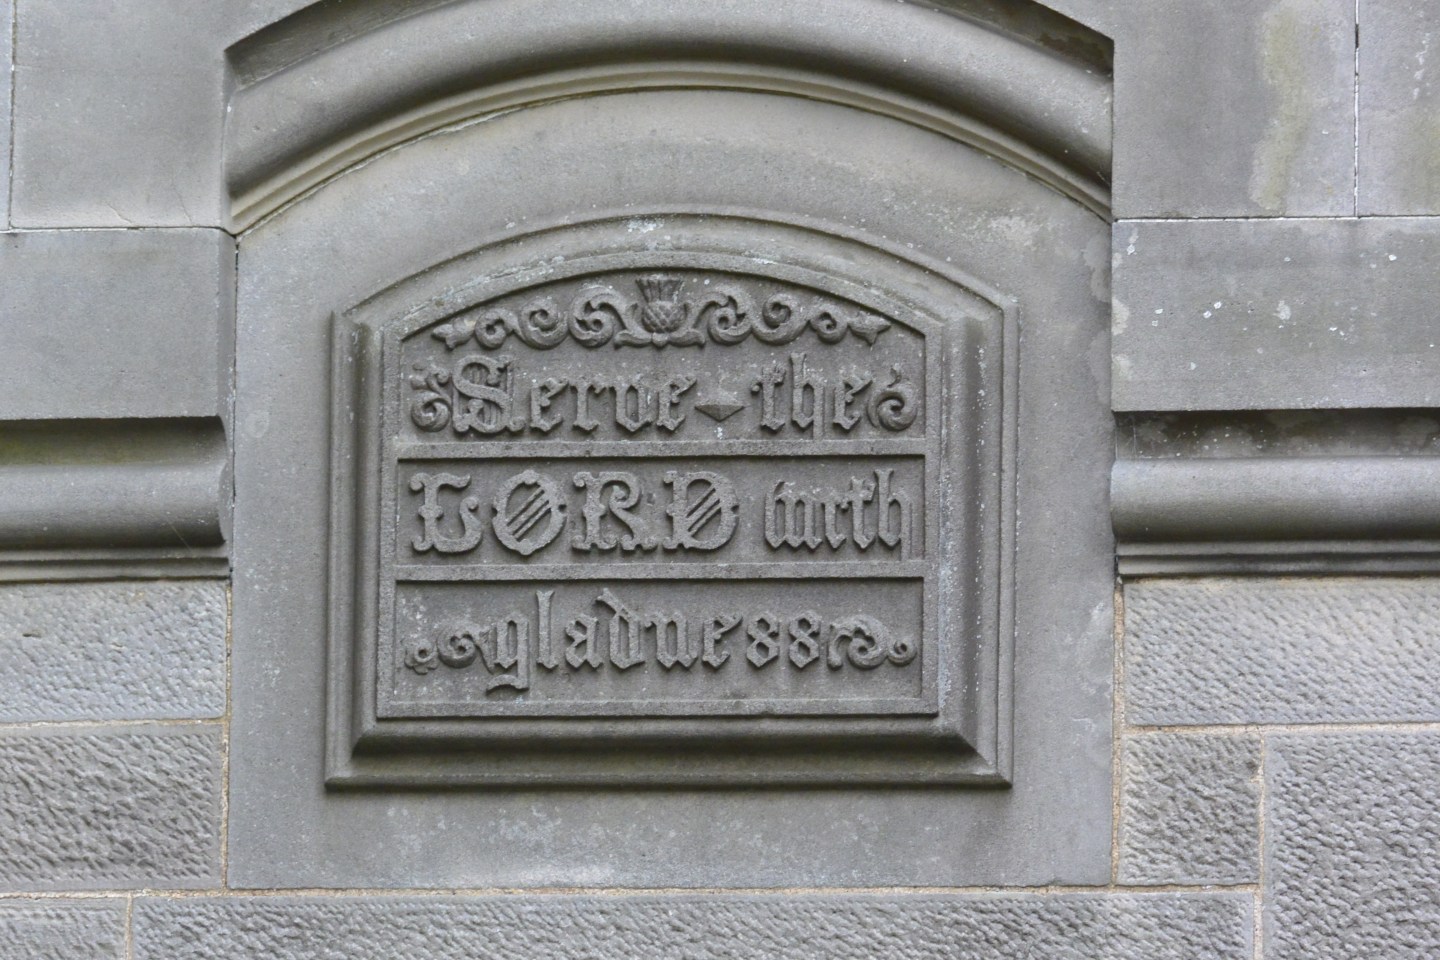 Serve the
LORD with
gladness